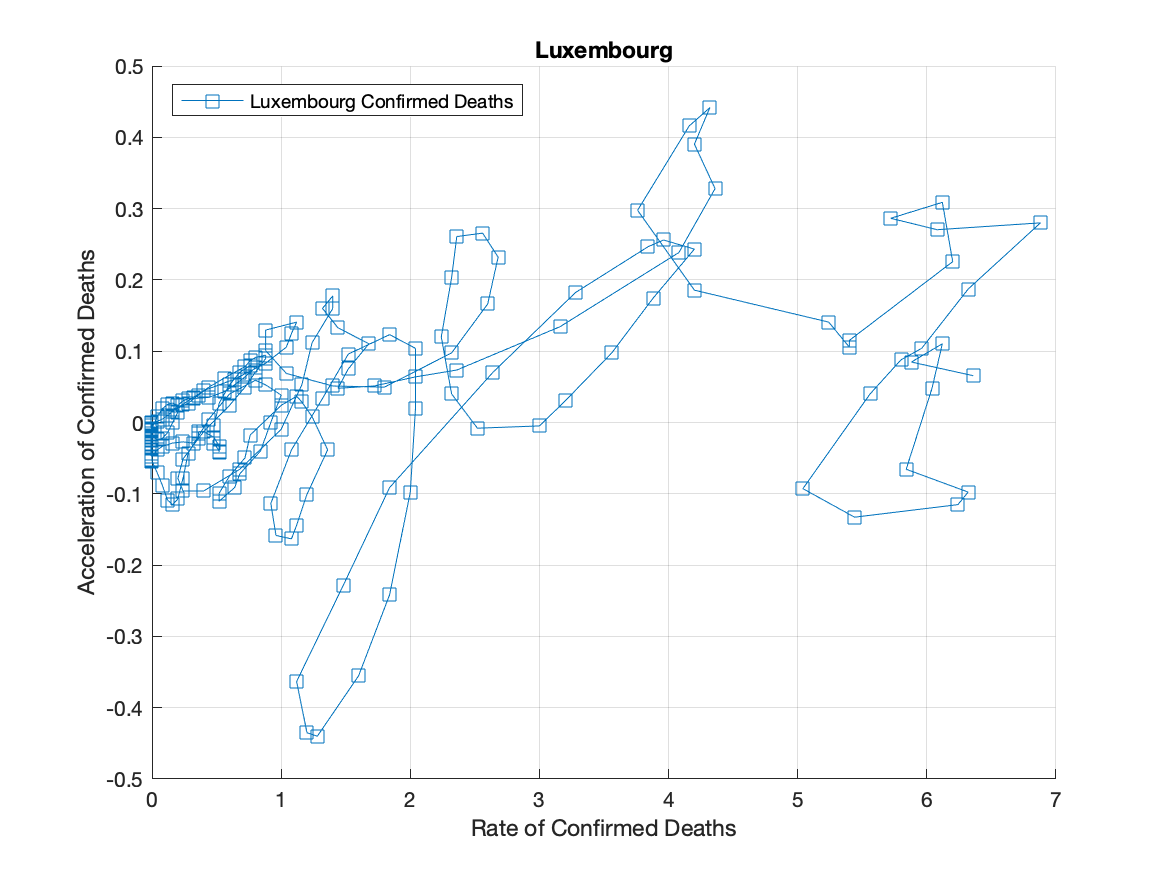 Luxembourg
Luxembourg Confirmed Deaths
0.5
0.4
0.3
0.2
0.1
0
-0.1
-0.2
-0.3
-0.4
-0.5
Acceleration of Confirmed Deaths
0 1 2 3 4 5 6 7
Rate of Confirmed Deaths